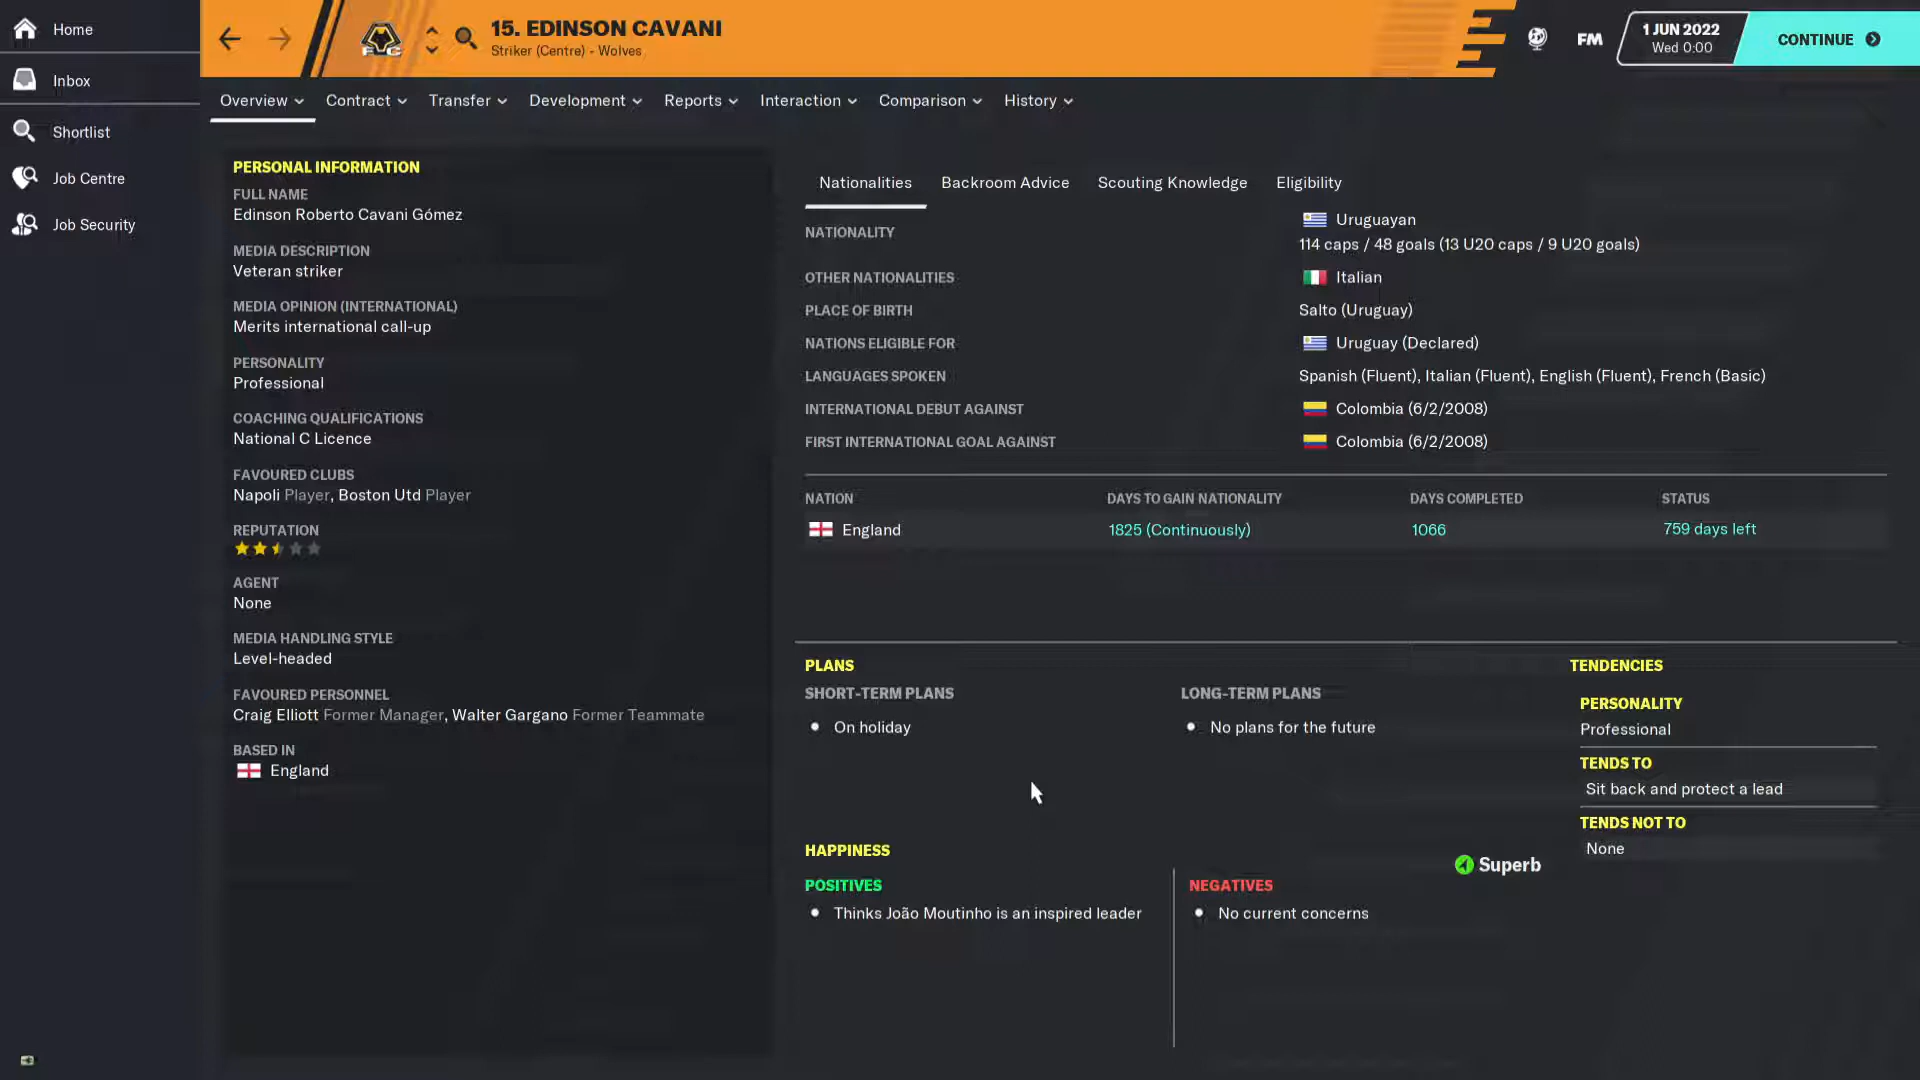 Home
Inbox
Shortlist
Job Centre
Job Security
15. EDINSON CAVANI
Striker (Centre) - Wolves
FM
1 JUN 2022
Wed 0:00
CONTINUE
Overview
Contract
Transfer
Development
Reports
Interaction
Comparison
History
PERSONAL INFORMATION
FULL NAME
Edinson Roberto Cavani Gómez
MEDIA DESCRIPTION
Veteran striker
MEDIA OPINION (INTERNATIONAL)
Merits international call-up
PERSONALITY
Professional
COACHING QUALIFICATIONS
National C Licence
FAVOURED CLUBS
Napoli Player, Boston Utd Player
REPUTATION
AGENT
None
MEDIA HANDLING STYLE
Level-headed
FAVOURED PERSONNEL
Craig Elliott Former Manager, Walter Gargano Former Teammate
BASED IN
England
Nationalities
Backroom Advice
Scouting Knowledge
Eligibility
NATIONALITY
Uruguayan
114 caps / 48 goals (13 U20 caps / 9 U20 goals)
OTHER NATIONALITIES
Italian
PLACE OF BIRTH
Salto (Uruguay)
NATIONS ELIGIBLE FOR
Uruguay (Declared)
LANGUAGES SPOKEN
Spanish (Fluent), Italian (Fluent), English (Fluent), French (Basic)
INTERNATIONAL DEBUT AGAINST
Colombia (6/2/2008)
FIRST INTERNATIONAL GOAL AGAINST
Colombia (6/2/2008)
NATION
DAYS TO GAIN NATIONALITY
DAYS COMPLETED
STATUS
England
1825 (Continuously)
1066
759 days left
PLANS
SHORT-TERM PLANS
On holiday
LONG-TERM PLANS
No plans for the future
TENDENCIES
PERSONALITY
Professional
TENDS TO
Sit back and protect a lead
TENDS NOT TO
None
HAPPINESS
Superb
POSITIVES
Thinks João Moutinho is an inspired leader
NEGATIVES
No current concerns